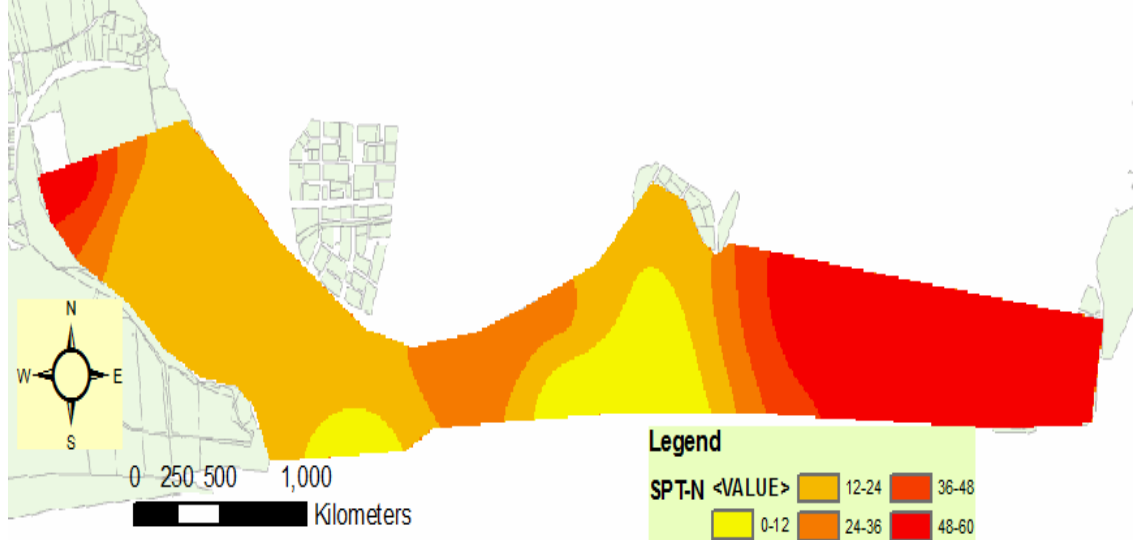 N
W E
S
0 250 500 1,000
Kilometers
Legend
SPT-N <VALUE> 12-24 36-48
0-12 24-36 48-60